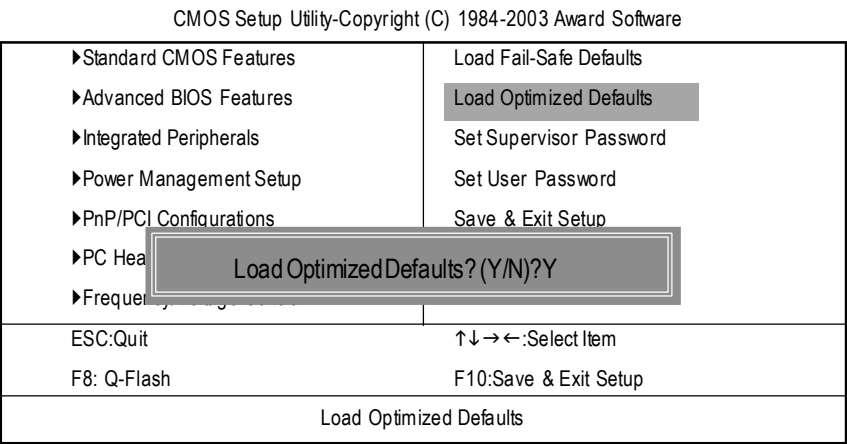 CMOS Setup Utility-Copyright (C) 1984-2003 Award Software
▶Standard CMOS Features
▶Advanced BIOS Features
▶Integrated Peripherals
▶Power Management Setup
▶PnP/PCI Configurations
▶PC Hea
▶Frequen
Load Fail-Safe Defaults
Load Optimized Defaults
Set Supervisor Password
Set User Password
Save & Exit Setup
Load Optimized Defaults? (Y/N)?Y
ESC:Quit
↑↓→←:Select Item
F8: Q-Flash
F10:Save & Exit Setup
Load Optimized Defaults